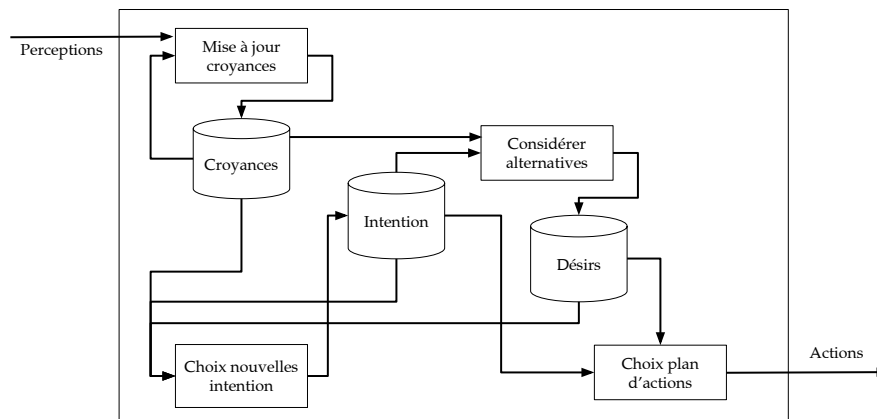 Perceptions
Mise à jour
croyances
Croyances
Considérer
alternatives
Intention
Désirs
Choix nouvelles
intention
Choix plan
d'actions
Actions